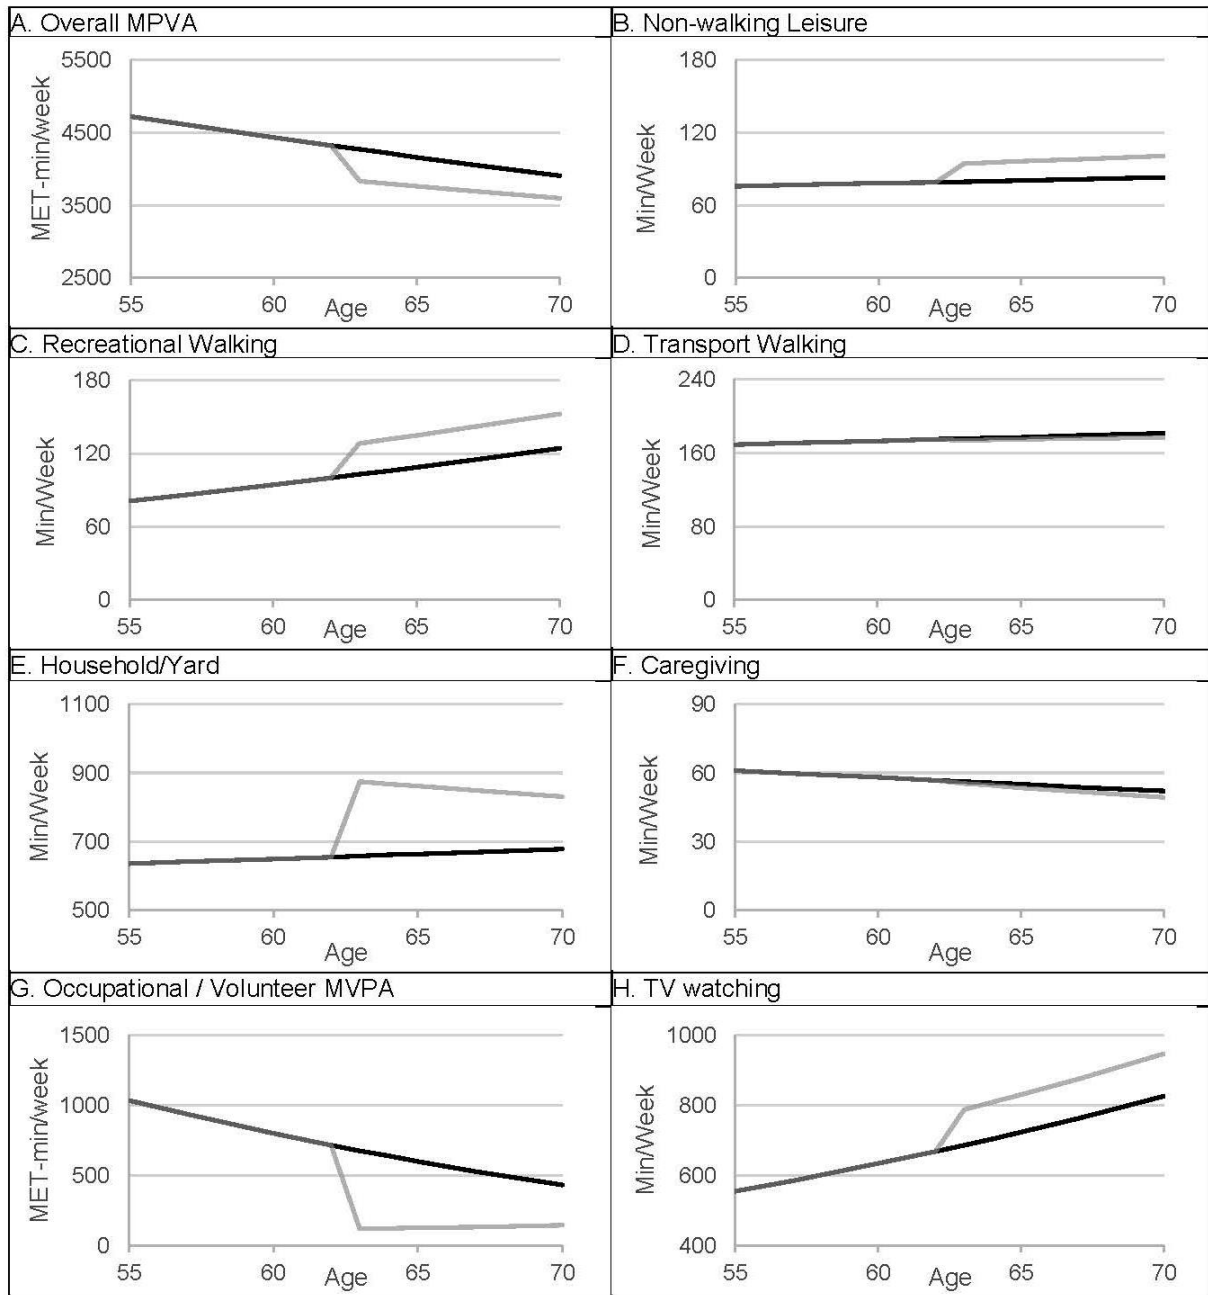 A. Overall MPVA
5500
4500
3500
2500
MET-min/week
55
60
65
70
Age
B. Non-walking Leisure
180
120
60
0
Min/Week
55
60
65
70
Age
C. Recreational Walking
180
120
60
0
Min/Week
55
60
65
70
Age
D. Transport Walking
240
160
80
0
Min/Week
55
60
65
70
Age
E. Household/Yard
1100
900
700
500
Min/Week
55
60
65
70
Age
F. Caregiving
90
60
30
0
Min/Week
55
60
65
70
Age
G. Occupational / Volunteer MVPA
1500
1000
500
0
MET-min/week
55
60
65
70
Age
H. TV watching
1000
800
600
400
Min/Week
55
60
65
70
Age